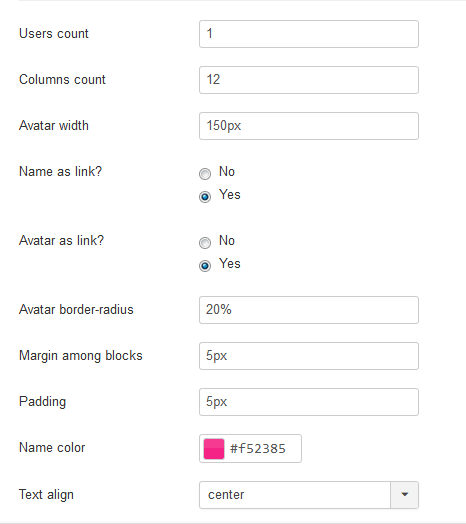 Users count 1
Columns count 12
Avatar width 150px
Name as link? No
Yes
Avatar as link? No
Yes
Avatar border-radius 20%
Margin among blocks 5px
Padding 5px
Name color #f52385
Text align center